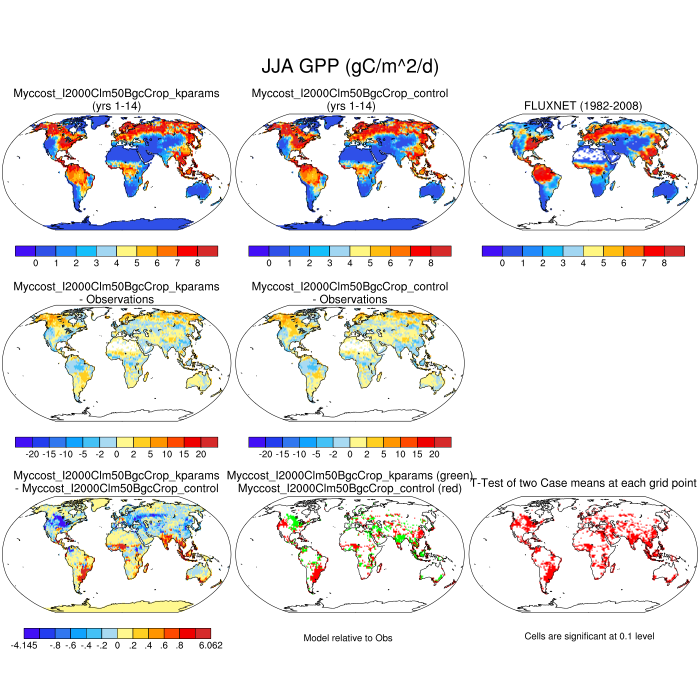 JJA GPP (gC/m^2/d)
Myccost_I2000Clm50BgcCrop_kparams
(yrs 1-14)
Myccost_I2000Clm50BgcCrop_control
(yrs 1-14)
FLUXNET (1982-2008)
0 1 2 3 4 5 6 7 8
0 1 2 3 4 5 6 7 8
0 1 2 3 4 5 6 7 8
Myccost_I2000Clm50BgcCrop_kparams
- Observations
Myccost_I2000Clm50BgcCrop_control
- Observations
-20 -15 -10 -5 -2 0 2 5 10 15 20
-20 -15 -10 -5 -2 0 2 5 10 15 20
Myccost_I2000Clm50BgcCrop_kparams
- Myccost_I2000Clm50BgcCrop_control
Myccost_I2000Clm50BgcCrop_kparams (green)
Myccost_I2000Clm50BgcCrop_control (red)
T-Test of two Case means at each grid point
-4.145 -.8 -.6 -.4 -.2 0 .2 .4 .6 .8 6.062
Model relative to Obs
Cells are significant at 0.1 level